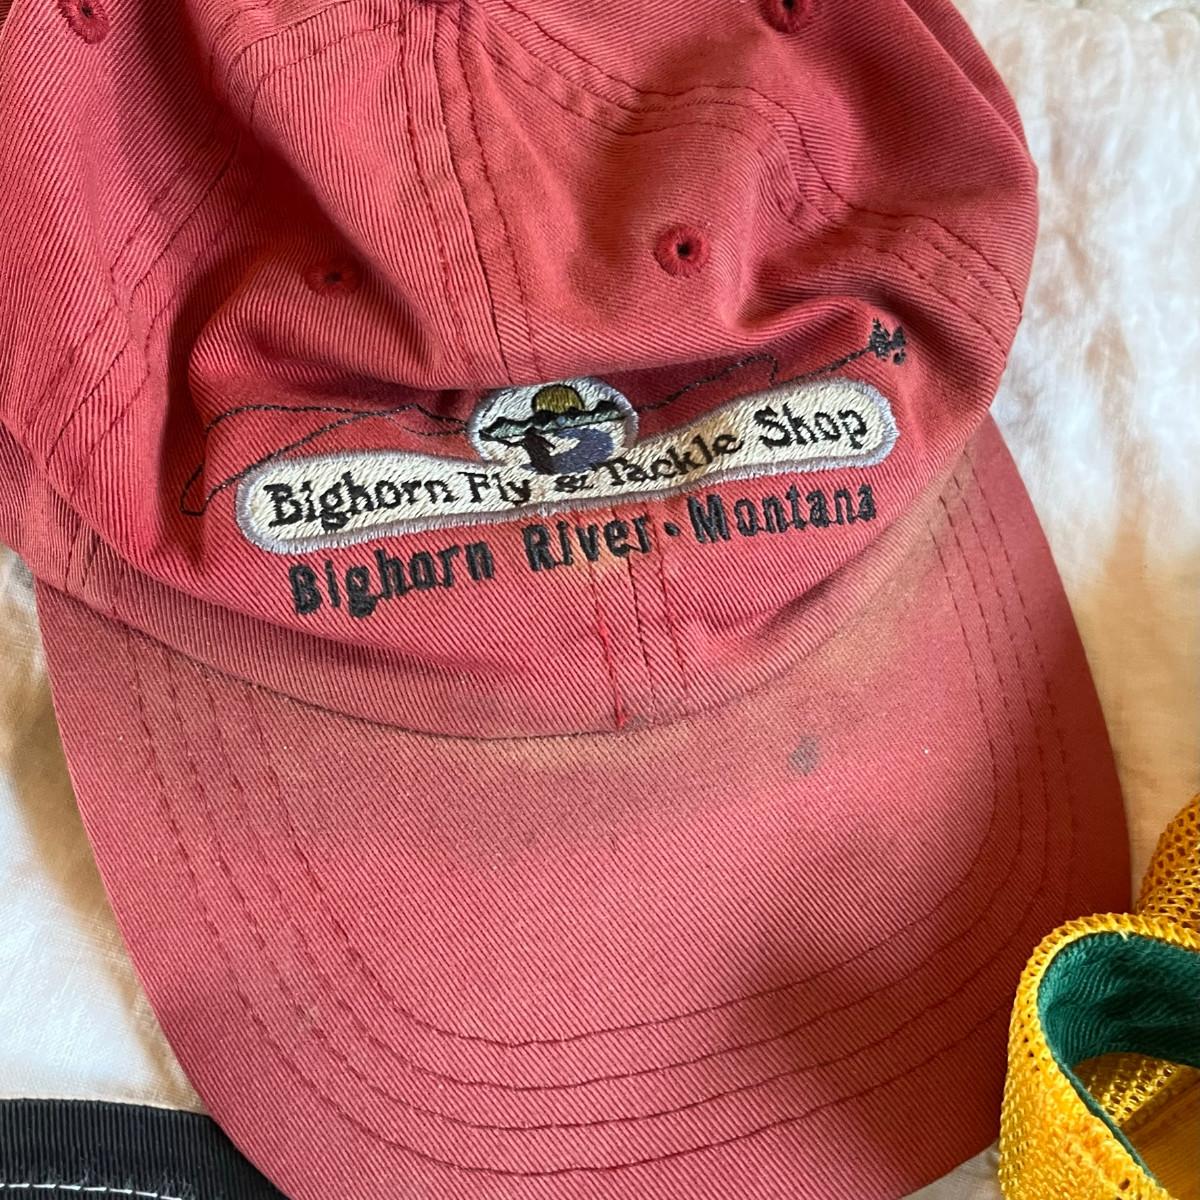 Bighorn Fly & Tackle Shop
Bighorn River · Montana